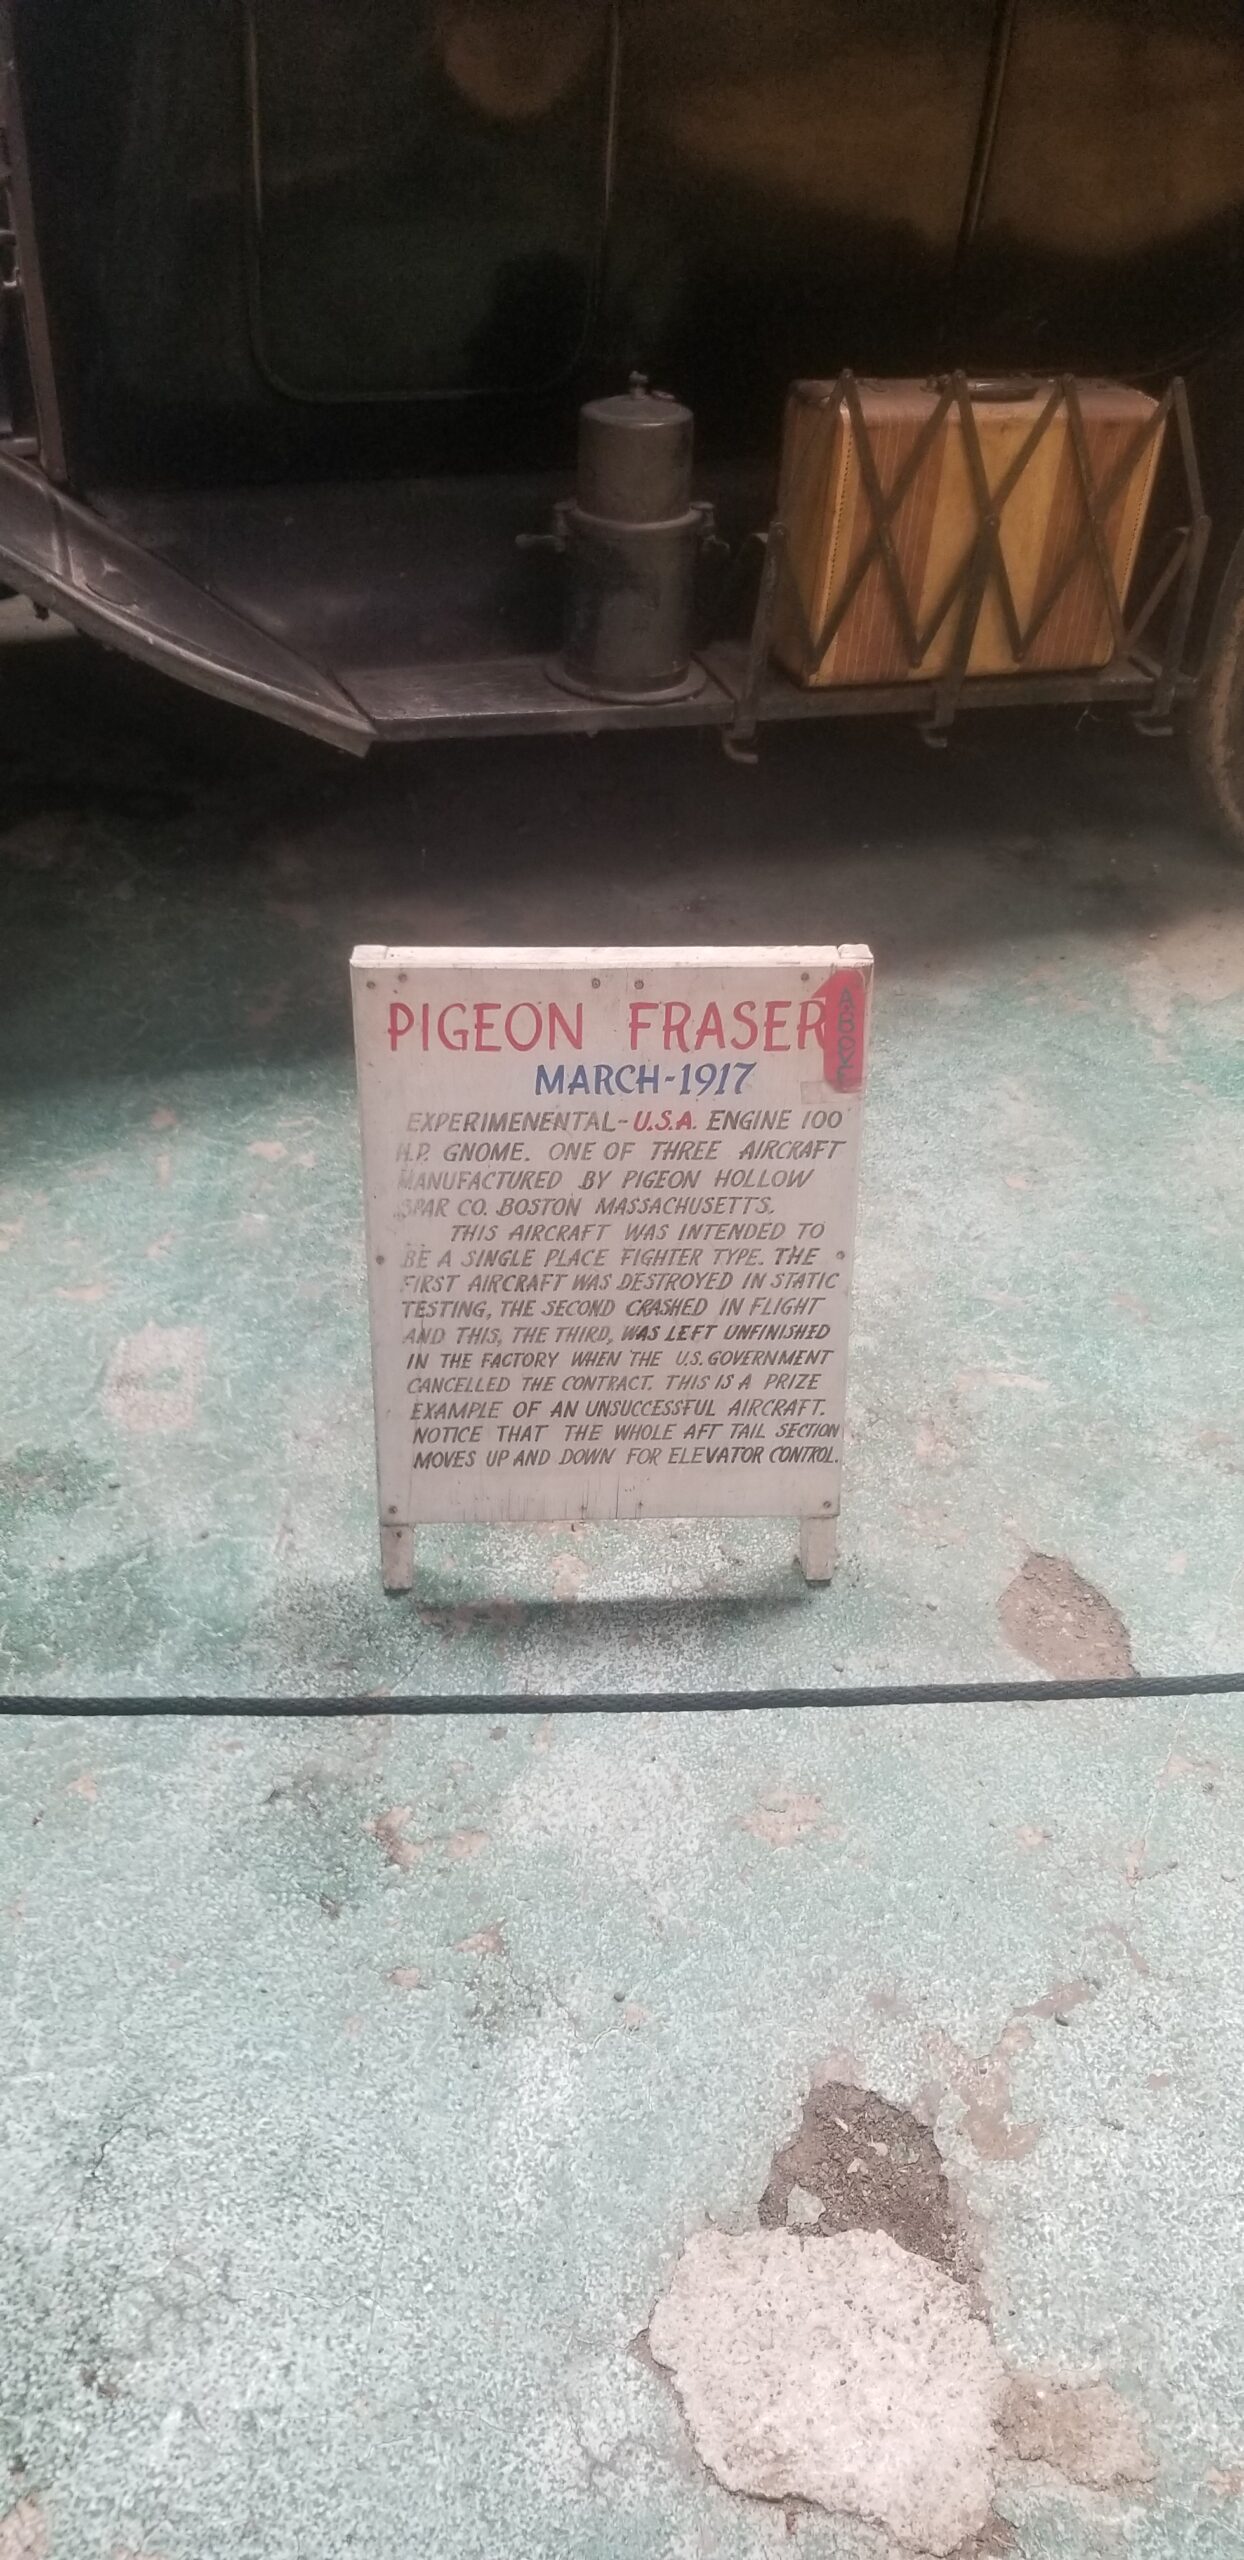 PIGEON FRASER
ABOVE
MARCH-1917
EXPERIMENENTAL-U.S.A. ENGINE 100
H.P. GNOME. ONE OF THREE AIRCRAFT
MANUFACTURED BY PIGEON HOLLOW
SPAR CO. BOSTON MASSACHUSETTS.
THIS AIRCRAFT WAS INTENDED TO
BE A SINGLE PLACE FIGHTER TYPE. THE
FIRST AIRCRAFT WAS DESTROYED IN STATIC
TESTING, THE SECOND CRASHED IN FLIGHT
AND THIS, THE THIRD, WAS LEFT UNFINISHED
IN THE FACTORY WHEN THE U.S. GOVERNMENT
CANCELLED THE CONTRACT. THIS IS A PRIZE
EXAMPLE OF AN UNSUCCESSFUL AIRCRAFT.
NOTICE THAT THE WHOLE AFT TAIL SECTION
MOVES UP AND DOWN FOR ELEVATOR CONTROL.